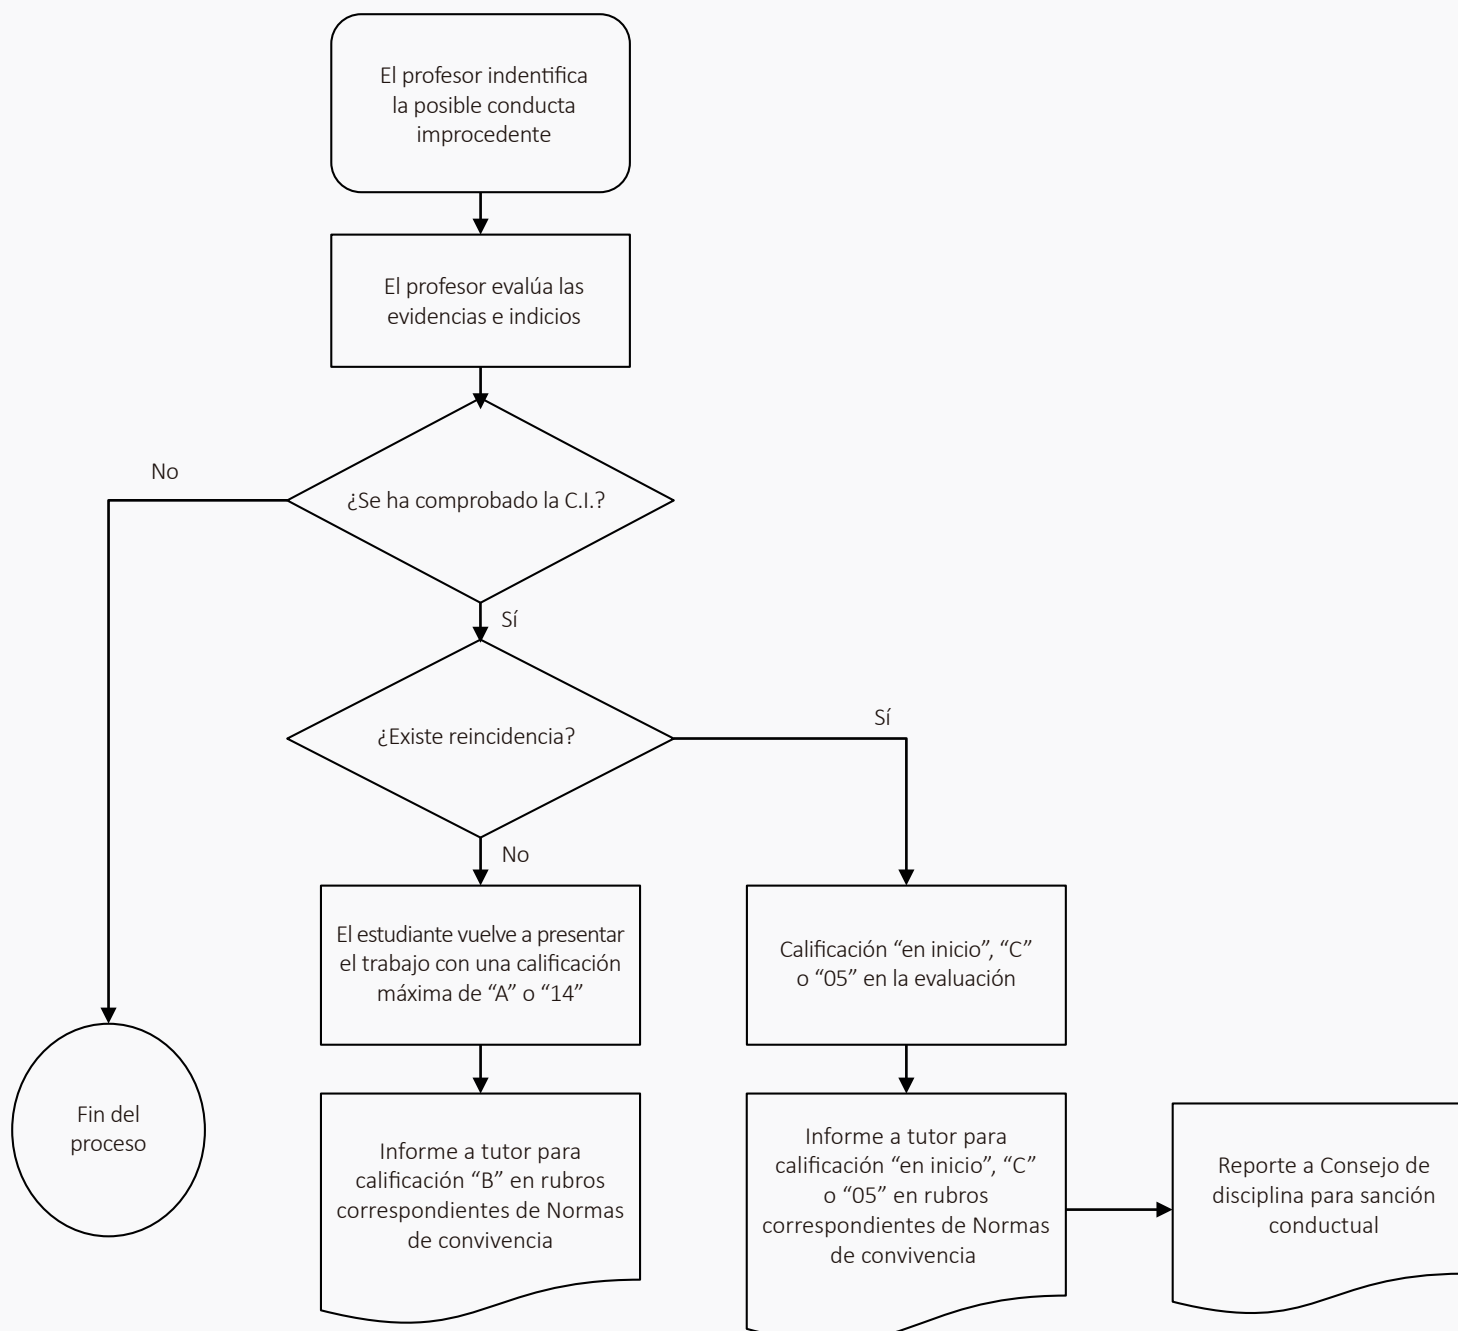 El profesor indentifica
la posible conducta
improcedente
El profesor evalúa las
evidencias e indicios
No
¿Se ha comprobado la C.I.?
Sí
¿Existe reincidencia?
Sí
No
El estudiante vuelve a presentar
el trabajo con una calificación
máxima de “A” o “14”
Calificación “en inicio”, “C”
o “05” en la evaluación
Fin del
proceso
Informe a tutor para
calificación “B” en rubros
correspondientes de Normas
de convivencia
Informe a tutor para
calificación “en inicio”, “C”
o “05” en rubros
correspondientes de Normas
de convivencia
Reporte a Consejo de
disciplina para sanción
conductual